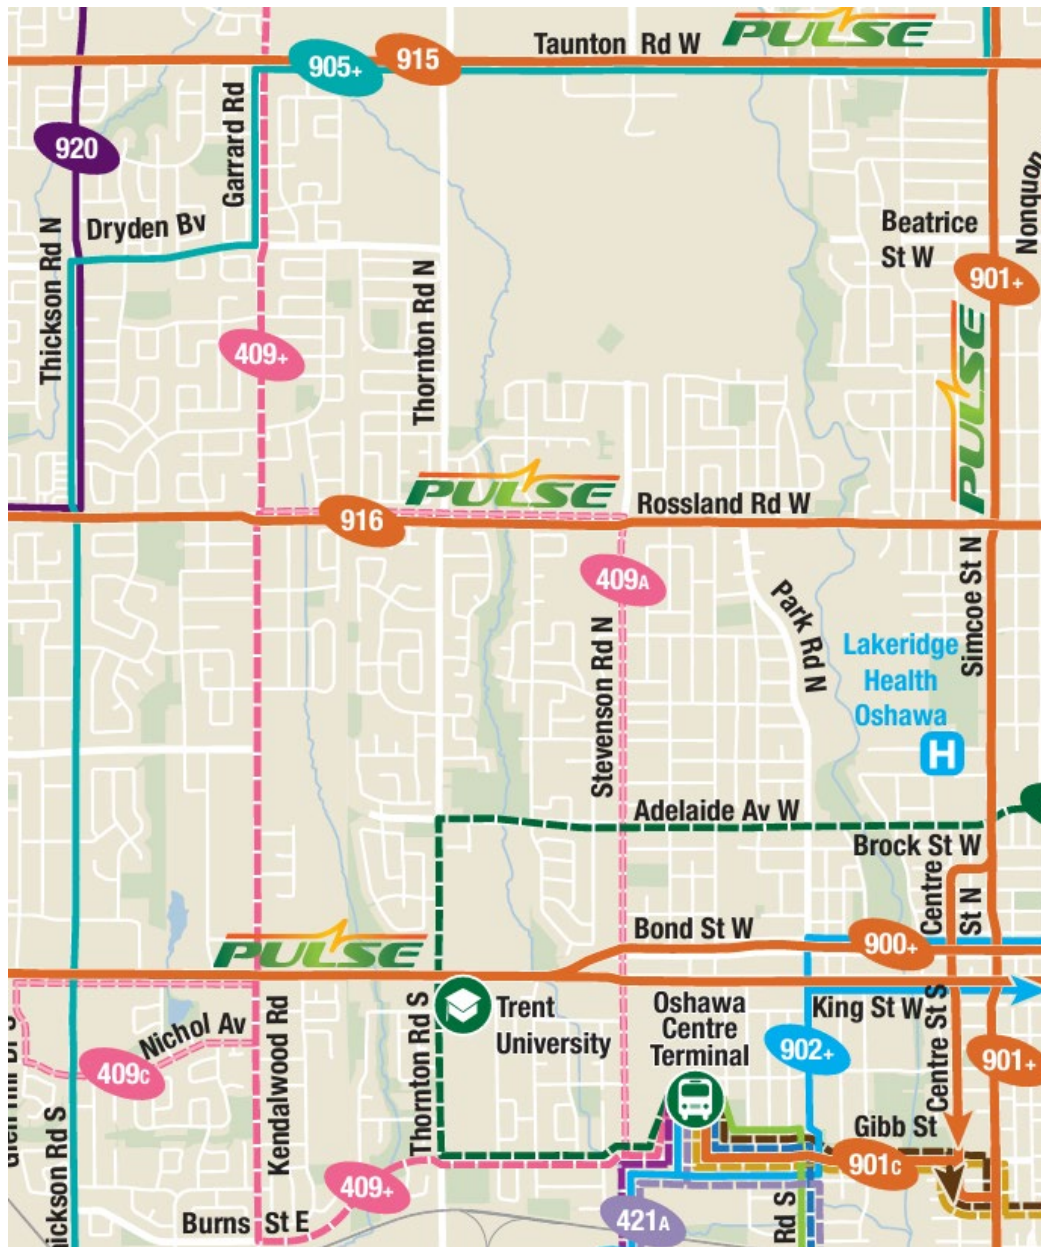 PULSE
Taunton Rd W
905+
915
920
Garrard Rd
Dryden Bv
Thickson Rd N
Beatrice
St W
Nonquon
901+
409+
Thornton Rd N
PULSE
PULSE
Rossland Rd W
916
409A
Simcoe St N
Park Rd N
Lakeridge
Health
Oshawa
H
Stevenson Rd N
Adelaide Av W
Brock St W
Centre
St N
Bond St W
900+
PULSE
Trent
University
Thornton Rd S
Oshawa
Centre
Terminal
King St W
902+
Centre St S
901+
Nichol Av
409C
Kendalwood Rd
Gibb St
901C
409+
421A
Rd S
Burns St E
ickson Rd S